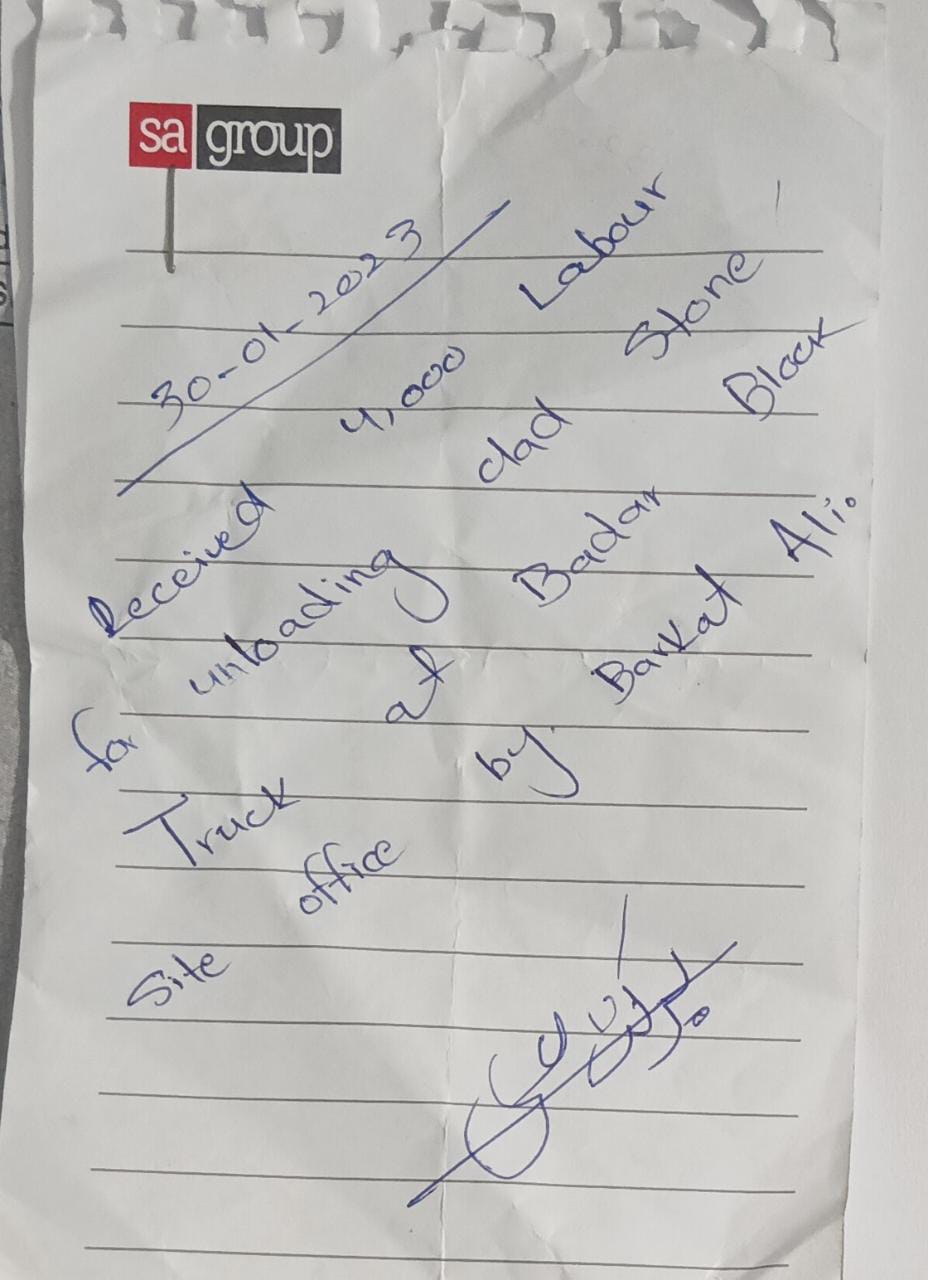 sa group
30-01-2023
Received 4,000 Labour
for unloading clad Stone
Truck at Badar Block
Site office by Barkat Ali.